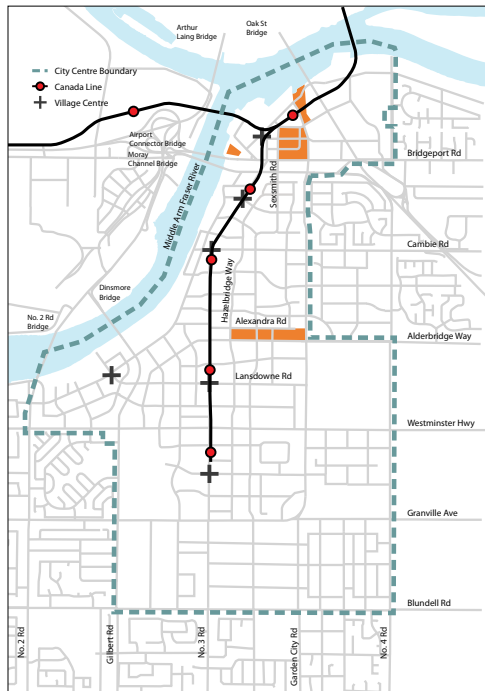 Arthur
Laing Bridge
Oak St
Bridge
City Centre Boundary
Canada Line
Village Centre
Airport
Connector Bridge
Moray
Channel Bridge
Bridgeport Rd
Sexsmith Rd
Middle Arm Fraser River
Cambie Rd
Hazelbridge Way
Dinsmore
Bridge
No. 2 Rd
Bridge
Alexandra Rd
Alderbridge Way
Lansdowne Rd
Westminster Hwy
Granville Ave
Blundell Rd
No. 2 Rd
Gilbert Rd
No. 3 Rd
Garden City Rd
No. 4 Rd